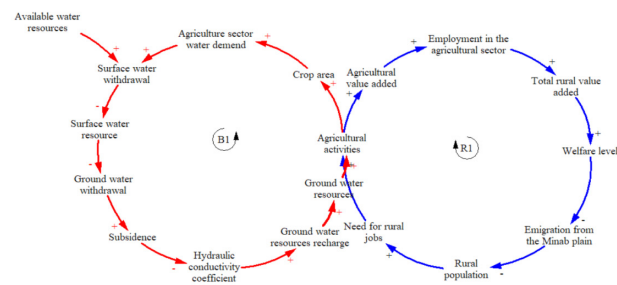 Available water
resources
Agriculture sector
water demend
Surface water
withdrawal
Crop area
Surface water
resource
B1
Ground water
withdrawal
Subsidence
Hydraulic
conductivity
coefficient
Ground water
resources recharge
Ground water
resources
Agricultural
activities
Agricultural
value added
Employment in the
agricultural sector
Total rural value
added
R1
Welfare level
Emigration from
the Minab plain
Rural
population
Need for rural
jobs